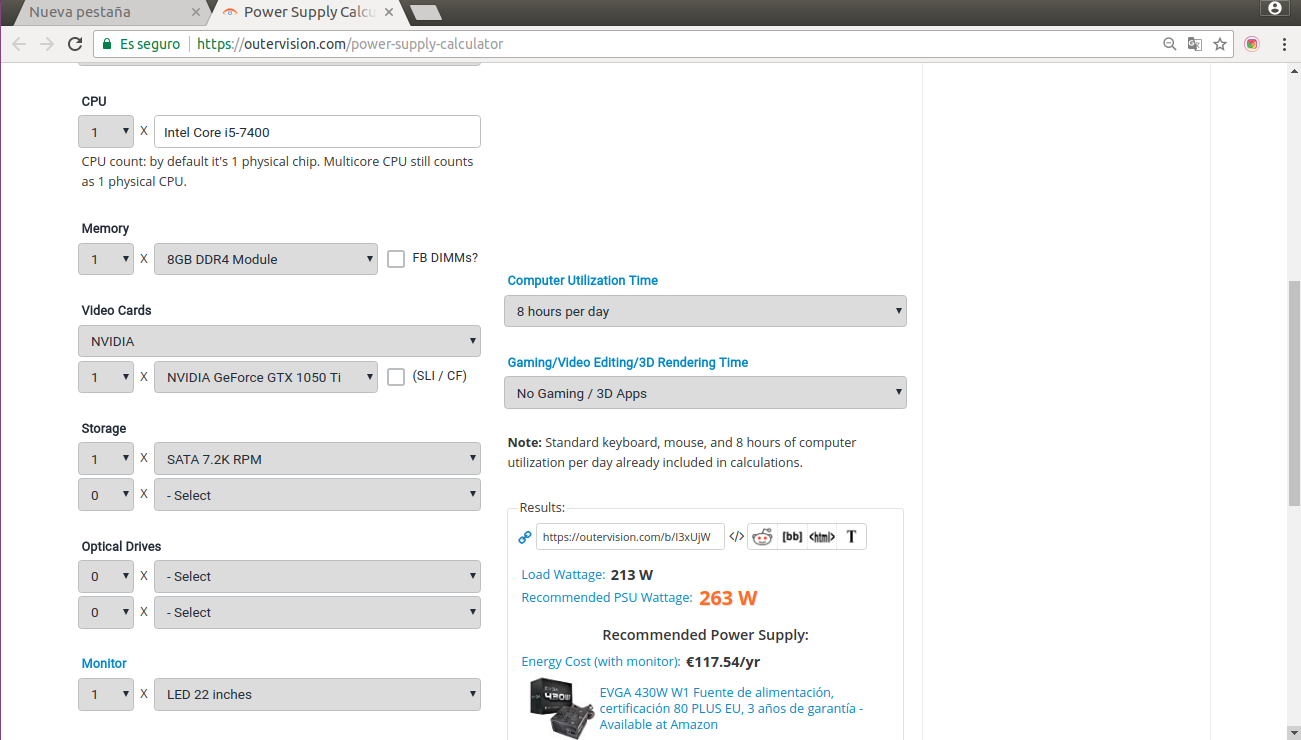 Nueva pestaña
Power Supply Calcu
Es seguro
https://outervision.com/power-supply-calculator
CPU
1 X Intel Core i5-7400
CPU count: by default it's 1 physical chip. Multicore CPU still counts
as 1 physical CPU.
Memory
1 X 8GB DDR4 Module FB DIMMs?
Video Cards
NVIDIA
1 X NVIDIA GeForce GTX 1050 Ti (SLI / CF)
Storage
1 X SATA 7.2K RPM
0 X - Select
Optical Drives
0 X - Select
0 X - Select
Monitor
1 X LED 22 inches
Computer Utilization Time
8 hours per day
Gaming/Video Editing/3D Rendering Time
No Gaming / 3D Apps
Note: Standard keyboard, mouse, and 8 hours of computer
utilization per day already included in calculations.
Results:
https://outervision.com/b/I3xUjW </> [bb] <html> T
Load Wattage: 213 W
Recommended PSU Wattage: 263 W
Recommended Power Supply:
Energy Cost (with monitor): €117.54/yr
EVGA 430W W1 Fuente de alimentación,
certificación 80 PLUS EU, 3 años de garantía -
Available at Amazon